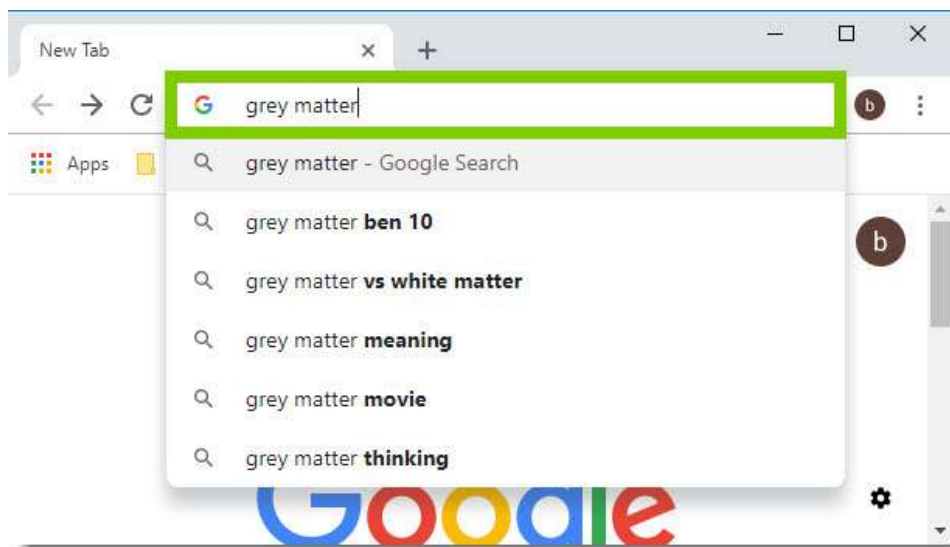 New Tab
grey matter
b
Apps
grey matter - Google Search
grey matter ben 10
b
grey matter vs white matter
grey matter meaning
grey matter movie
grey matter thinking
Google